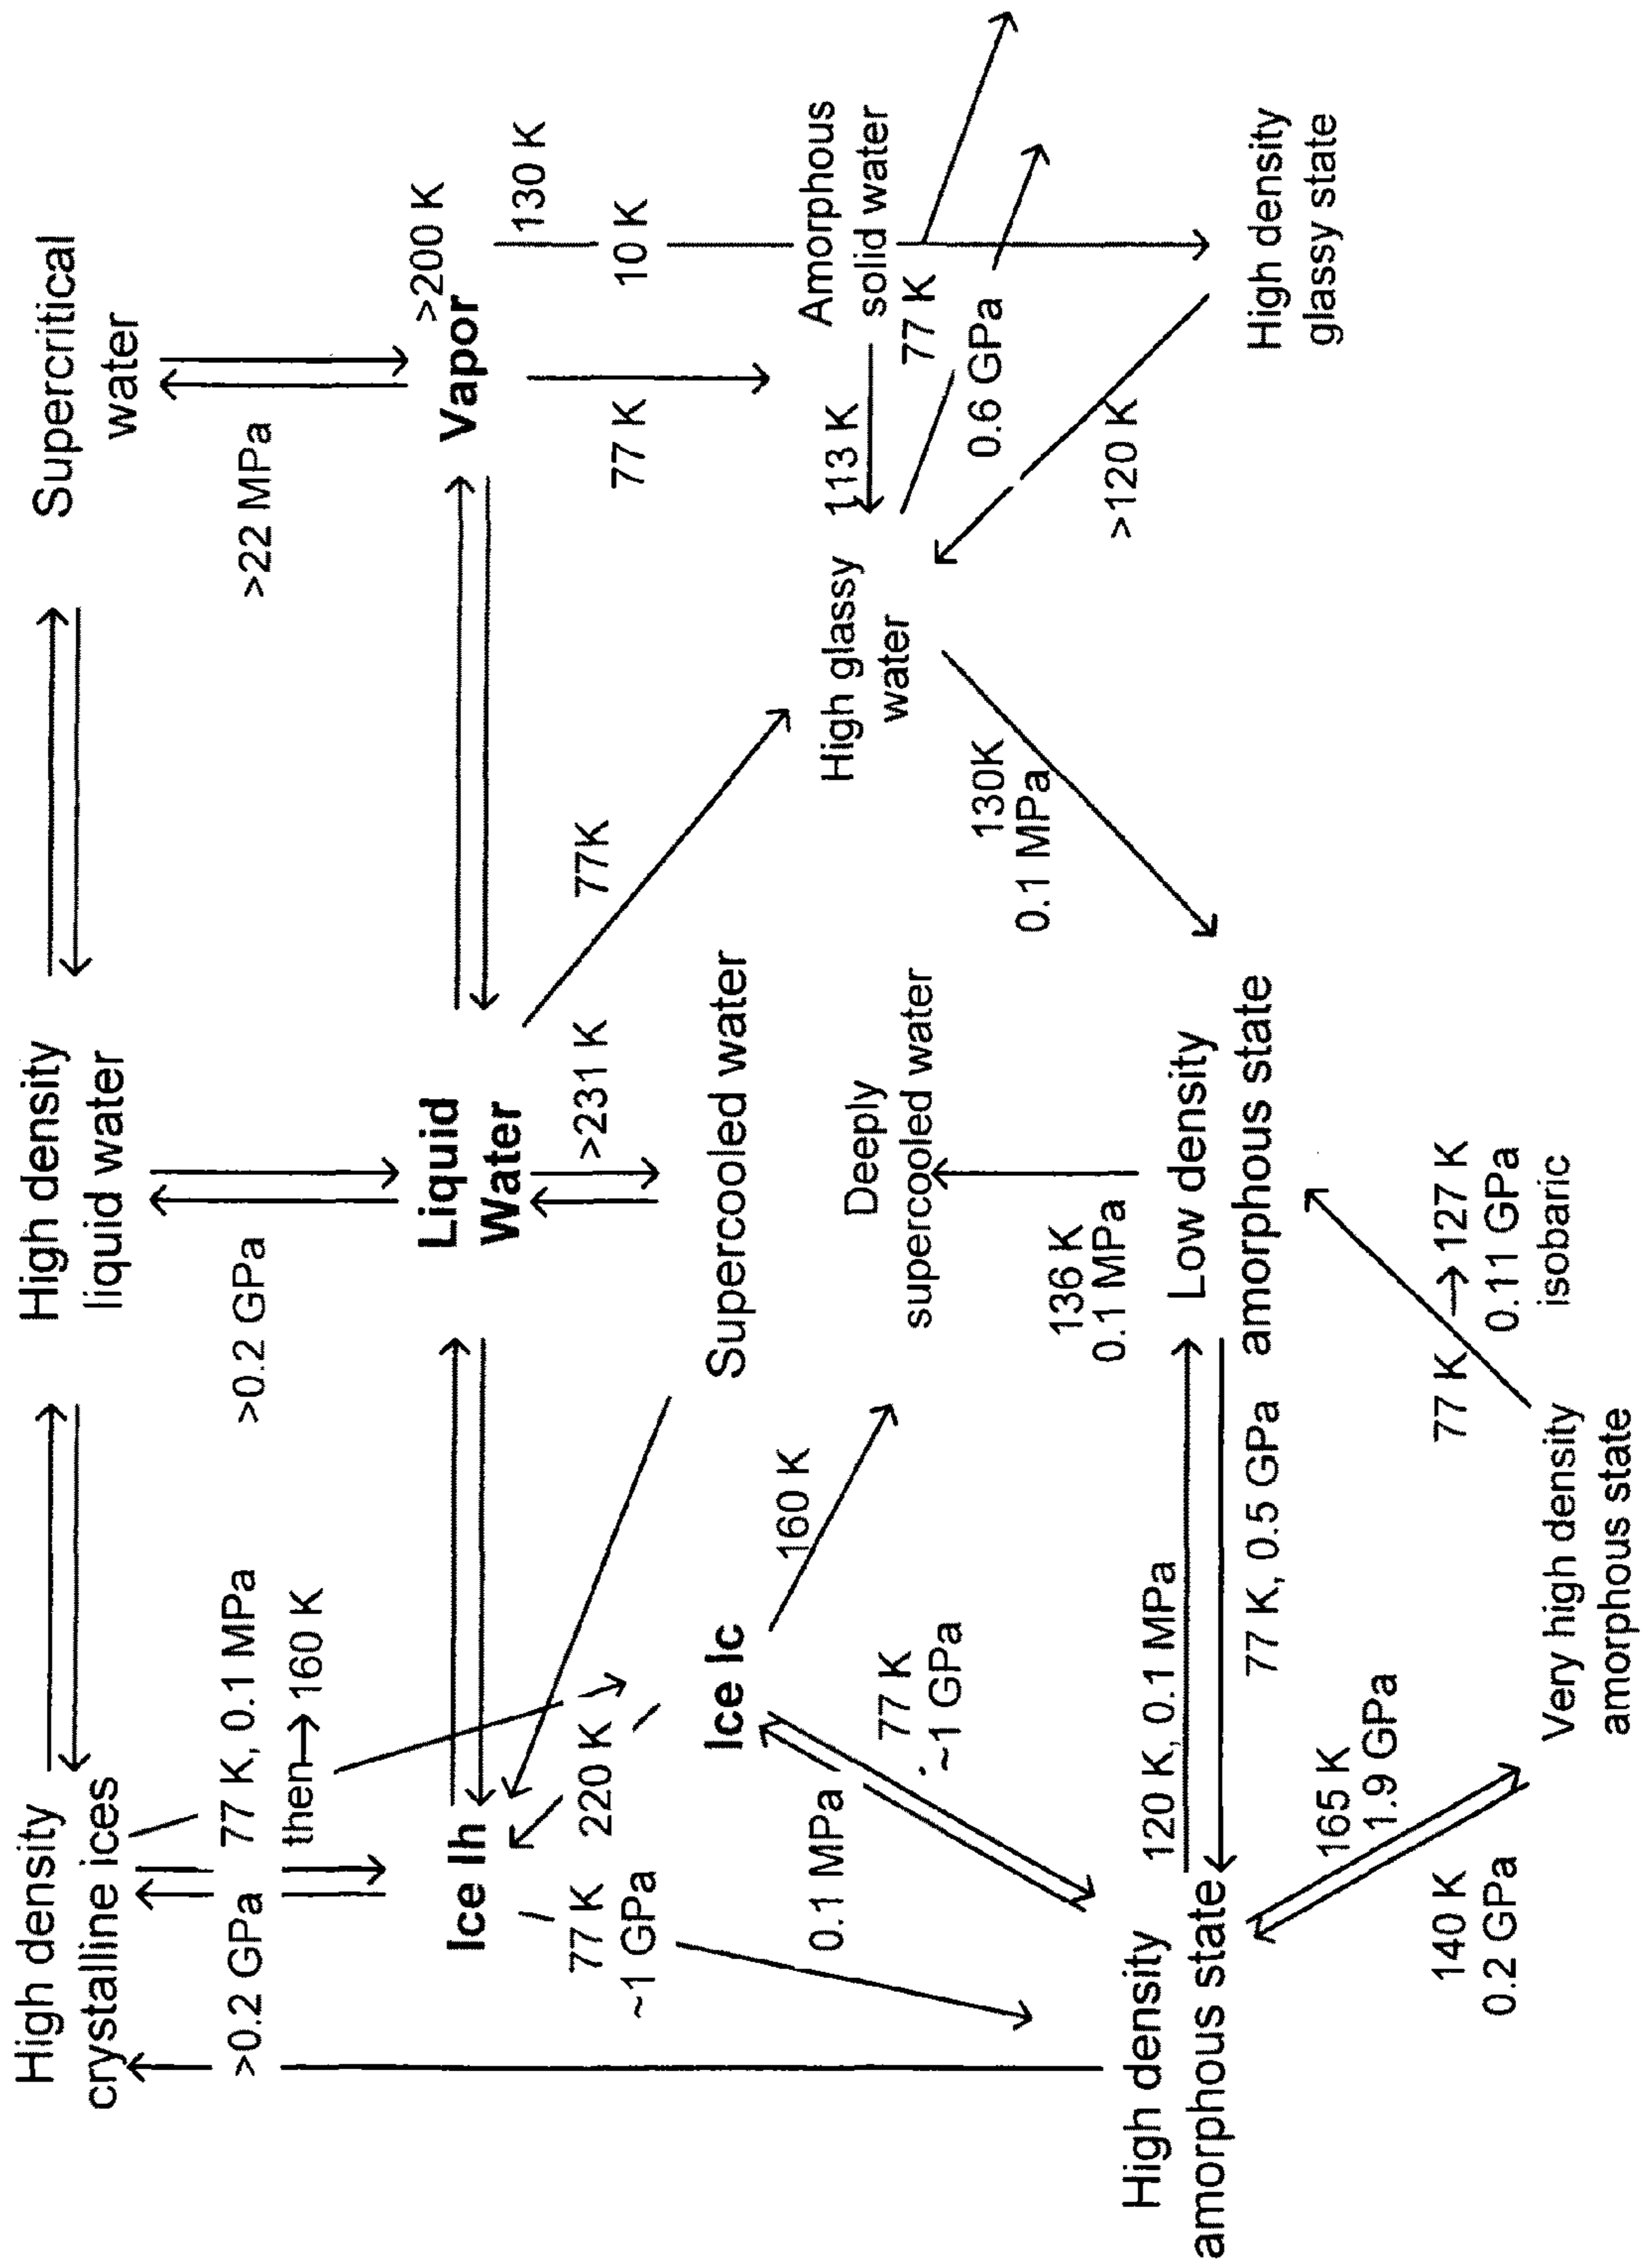 High density
crystalline ices
High density
liquid water
Supercritical
water
>0.2 GPa
77 K, 0.1 MPa
then→160 K
>0.2 GPa
>22 MPa
Ice Ih
Liquid
Water
Vapor
>200 K
77 K
~1 GPa
220 K
>231 K
77K
77 K
130 K
10 K
Ice Ic
Supercooled water
160 K
0.1 MPa
77 K
~1 GPa
Deeply
supercooled water
High glassy
water
113 K
Amorphous
solid water
77 K
0.6 GPa
136 K
0.1 MPa
130K
0.1 MPa
>120 K
High density
amorphous state
120 K, 0.1 MPa
77 K, 0.5 GPa
Low density
amorphous state
High density
glassy state
140 K
0.2 GPa
165 K
1.9 GPa
77 K → 127 K
0.11 GPa
isobaric
Very high density
amorphous state